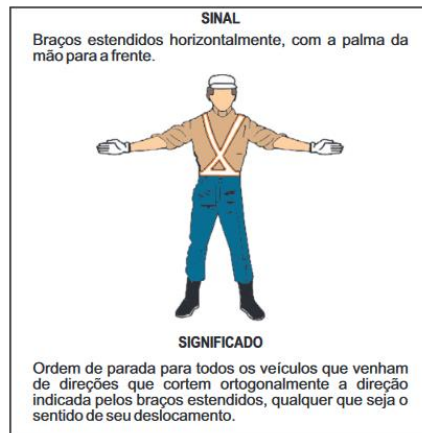 SINAL
Braços estendidos horizontalmente, com a palma da
mão para a frente.
SIGNIFICADO
Ordem de parada para todos os veículos que venham
de direções que cortem ortogonalmente a direção
indicada pelos braços estendidos, qualquer que seja o
sentido de seu deslocamento.